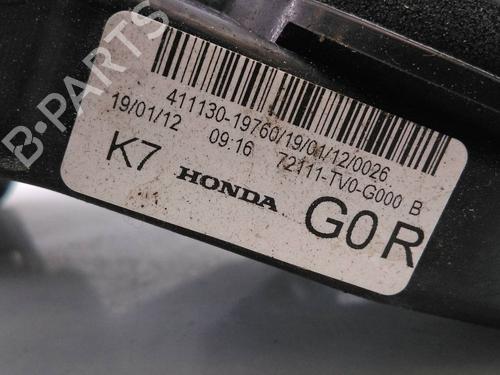 B-PARTS
411130-19760/19/01/12/0026
19/01/12 09:16 72111-TV0-G000 B
K7 HONDA G0R